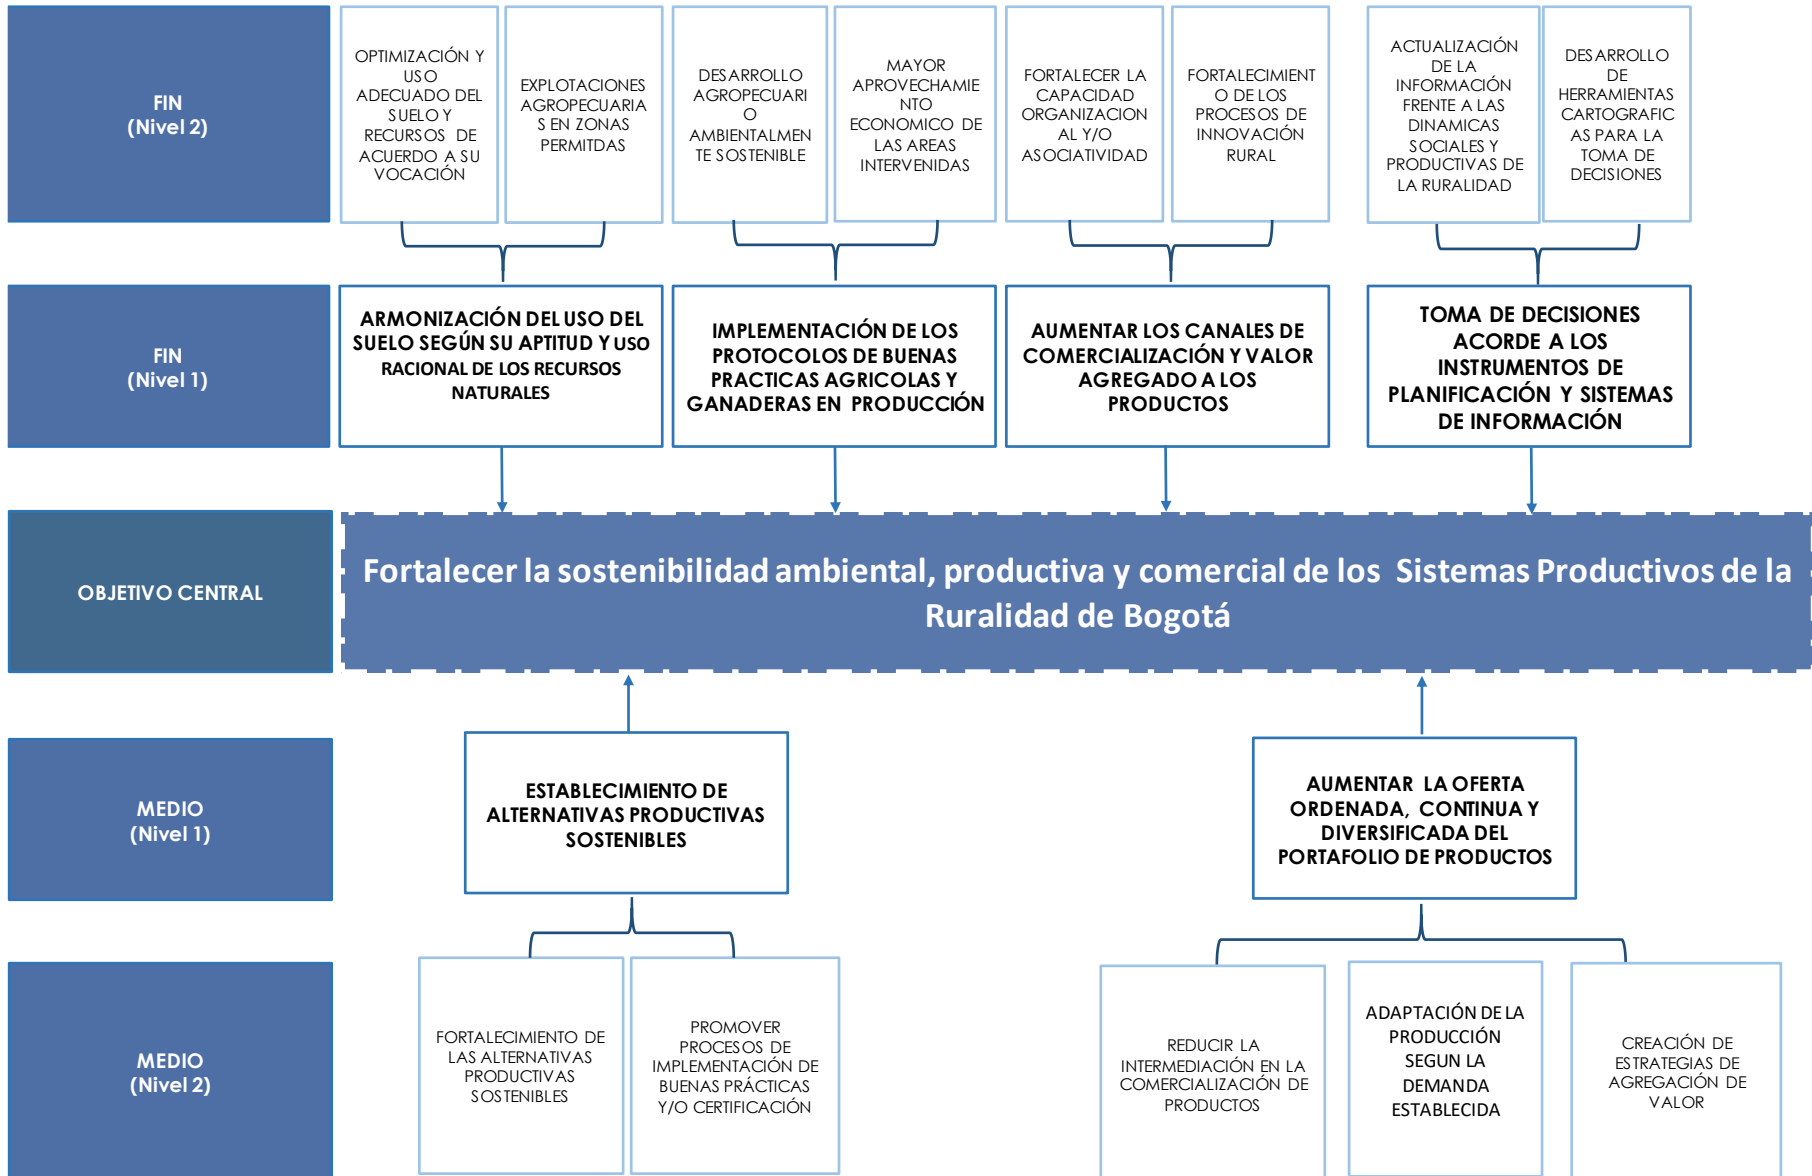 FIN
(Nivel 2)
OPTIMIZACIÓN Y
USO
ADECUADO DEL
SUELO Y
RECURSOS DE
ACUERDO A SU
VOCACIÓN
EXPLOTACIONES
AGROPECUARIA
S EN ZONAS
PERMITDAS
DESARROLLO
AGROPECUARI
O
AMBIENTALMEN
TE SOSTENIBLE
MAYOR
APROVECHAMIE
NTO
ECONOMICO DE
LAS AREAS
INTERVENIDAS
FORTALECER LA
CAPACIDAD
ORGANIZACION
AL Y/O
ASOCIATIVIDAD
FORTALECIMIENT
O DE LOS
PROCESOS DE
INNOVACIÓN
RURAL
ACTUALIZACIÓN
DE LA
INFORMACIÓN
FRENTE A LAS
DINAMICAS
SOCIALES Y
PRODUCTIVAS DE
LA RURALIDAD
DESARROLLO
DE
HERRAMIENTAS
CARTOGRAFIC
AS PARA LA
TOMA DE
DECISIONES
FIN
(Nivel 1)
ARMONIZACIÓN DEL USO DEL
SUELO SEGÚN SU APTITUD Y USO
RACIONAL DE LOS RECURSOS
NATURALES
IMPLEMENTACIÓN DE LOS
PROTOCOLOS DE BUENAS
PRACTICAS AGRICOLAS Y
GANADERAS EN PRODUCCIÓN
AUMENTAR LOS CANALES DE
COMERCIALIZACIÓN Y VALOR
AGREGADO A LOS
PRODUCTOS
TOMA DE DECISIONES
ACORDE A LOS
INSTRUMENTOS DE
PLANIFICACIÓN Y SISTEMAS
DE INFORMACIÓN
OBJETIVO CENTRAL
Fortalecer la sostenibilidad ambiental, productiva y comercial de los Sistemas Productivos de la
Ruralidad de Bogotá
MEDIO
(Nivel 1)
ESTABLECIMIENTO DE
ALTERNATIVAS PRODUCTIVAS
SOSTENIBLES
AUMENTAR LA OFERTA
ORDENADA, CONTINUA Y
DIVERSIFICADA DEL
PORTAFOLIO DE PRODUCTOS
MEDIO
(Nivel 2)
FORTALECIMIENTO DE
LAS ALTERNATIVAS
PRODUCTIVAS
SOSTENIBLES
PROMOVER
PROCESOS DE
IMPLEMENTACIÓN DE
BUENAS PRÁCTICAS
Y/O CERTIFICACIÓN
REDUCIR LA
INTERMEDIACIÓN EN LA
COMERCIALIZACIÓN DE
PRODUCTOS
ADAPTACIÓN DE LA
PRODUCCIÓN
SEGUN LA
DEMANDA
ESTABLECIDA
CREACIÓN DE
ESTRATEGIAS DE
AGREGACIÓN DE
VALOR